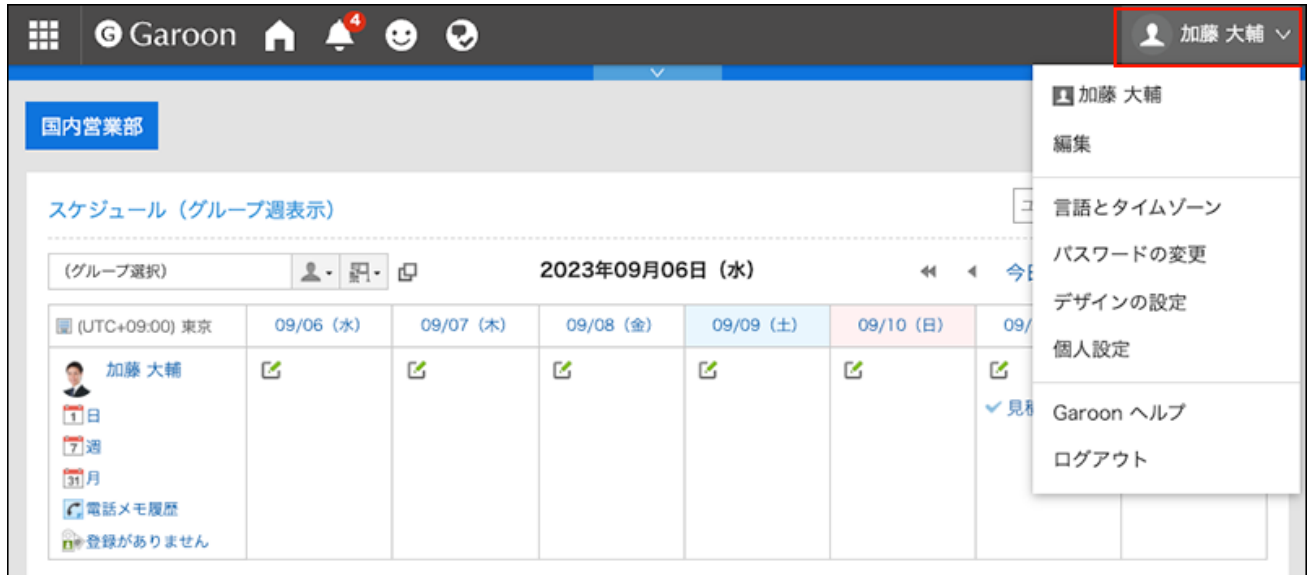 Garoon 4 加藤 大輔
加藤 大輔
編集
言語とタイムゾーン
パスワードの変更
デザインの設定
個人設定
Garoon ヘルプ
ログアウト
国内営業部
スケジュール（グループ週表示）
(グループ選択) 2023年09月06日（水）
(UTC+09:00) 東京 09/06（水） 09/07（木） 09/08（金） 09/09（土） 09/10（日） 09/
加藤 大輔
1 日
7 週
31 月
電話メモ履歴
登録がありません